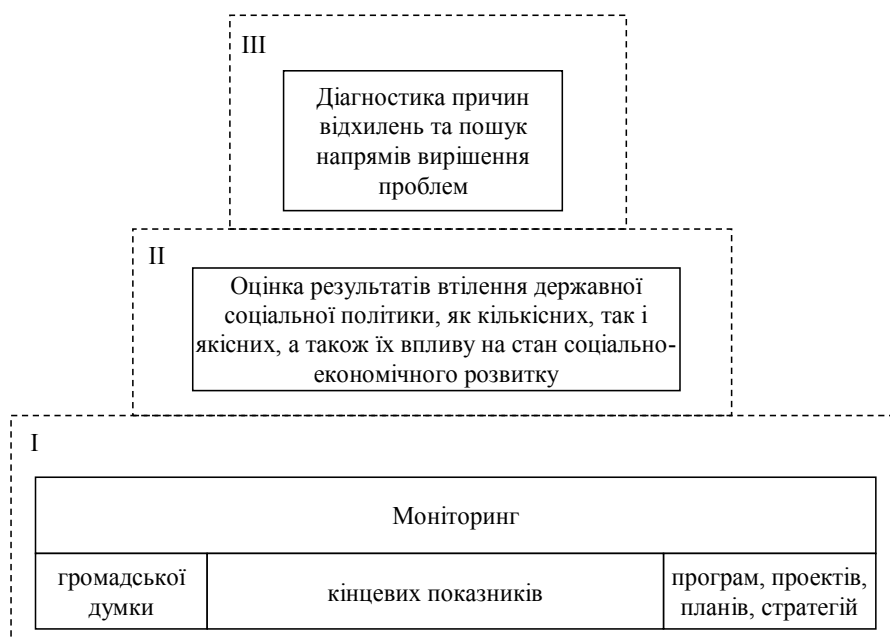 III
Діагностика причин
відхилень та пошук
напрямів вирішення
проблем
II
Оцінка результатів втілення державної
соціальної політики, як кількісних, так і
якісних, а також їх впливу на стан соціально-
економічного розвитку
I
Моніторинг
громадської
думки
кінцевих показників
програм, проектів,
планів, стратегій